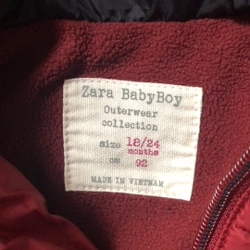 Zara BabyBoy
Outerwear
collection
size 18/24
months
cm 92
MADE IN VIETNAM